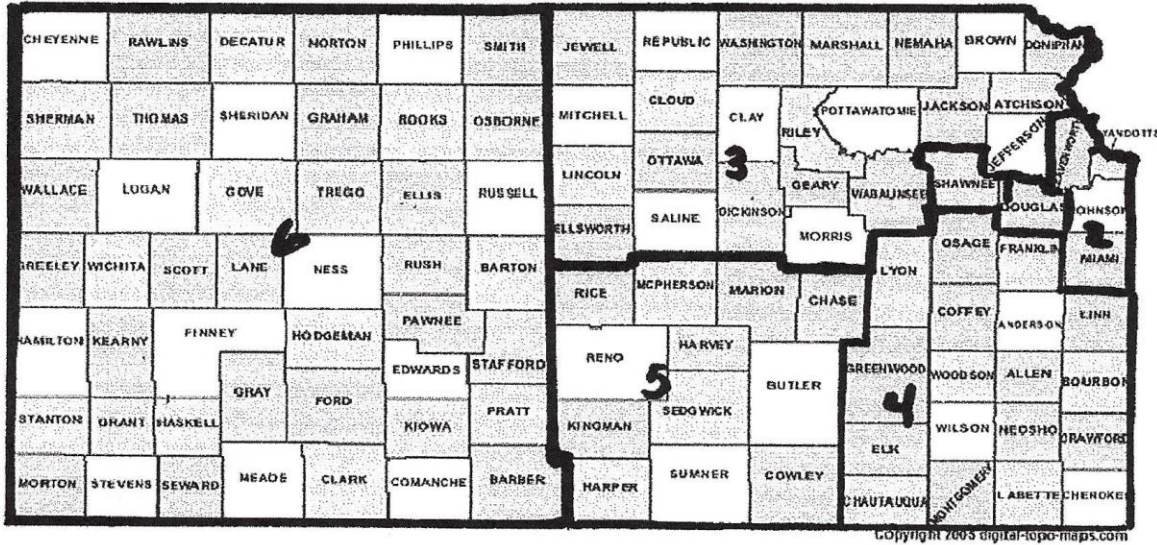 CHEYENNE RAWLINS DECATUR NORTON PHILLIPS SMITH JEWELL REPUBLIC WASHINGTON MARSHALL NEMAHA BROWN DONIPHAN
SHERMAN THOMAS SHERIDAN GRAHAM ROOKS OSBORNE MITCHELL CLOUD CLAY RILEY POTTAWATOMIE JACKSON ATCHISON
JEFFERSON LEAVENWORTH WYANDOTTE
WALLACE LOGAN GOVE TREGO ELLIS RUSSELL LINCOLN OTTAWA 3 DICKINSON GEARY WABAUNSEE SHAWNEE DOUGLAS JOHNSON
ELLSWORTH SALINE MORRIS 2
GREELEY WICHITA SCOTT LANE 6 NESS RUSH BARTON RICE MCPHERSON MARION CHASE LYON OSAGE FRANKLIN MIAMI
HAMILTON KEARNY FINNEY HODGEMAN PAWNEE STAFFORD RENO HARVEY COFFEY ANDERSON LINN
GRAY EDWARDS 5 BUTLER GREENWOOD WOODSON ALLEN BOURBON
STANTON GRANT HASKELL FORD KIOWA PRATT KINGMAN SEDGWICK 4 WILSON NEOSHO CRAWFORD
ELK
MORTON STEVENS SEWARD MEADE CLARK COMANCHE BARBER HARPER SUMNER COWLEY CHAUTAUQUA MONTGOMERY LABETTE CHEROKEE
Copyright 2005 digital-topo-maps.com